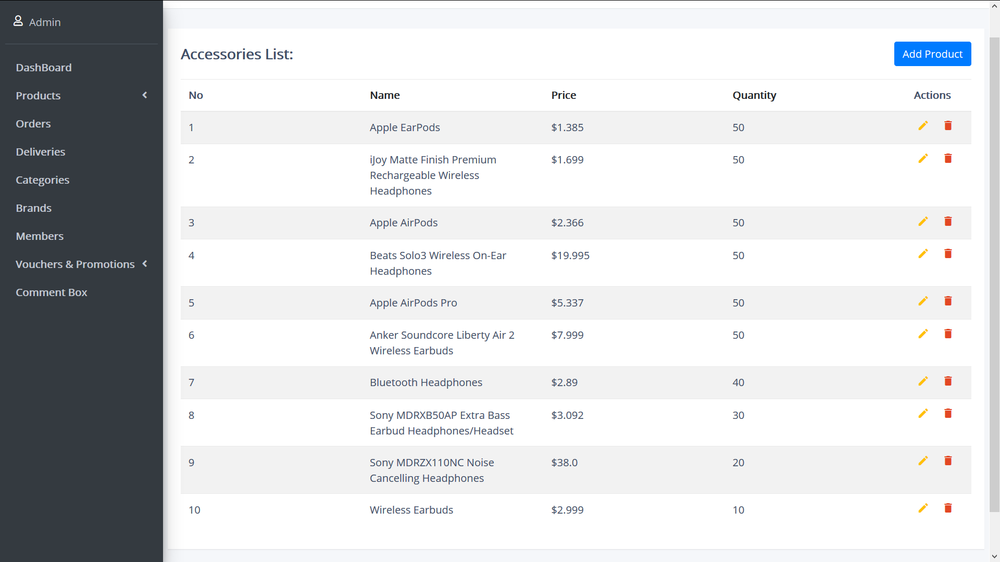 Admin
DashBoard
Products
Orders
Deliveries
Categories
Brands
Members
Vouchers & Promotions
Comment Box
Accessories List:
Add Product
No Name Price Quantity Actions
1 Apple EarPods $1.385 50
2 iJoy Matte Finish Premium $1.699 50
Rechargeable Wireless
Headphones
3 Apple AirPods $2.366 50
4 Beats Solo3 Wireless On-Ear $19.995 50
Headphones
5 Apple AirPods Pro $5.337 50
6 Anker Soundcore Liberty Air 2 $7.999 50
Wireless Earbuds
7 Bluetooth Headphones $2.89 40
8 Sony MDRXB50AP Extra Bass $3.092 30
Earbud Headphones/Headset
9 Sony MDRZX110NC Noise $38.0 20
Cancelling Headphones
10 Wireless Earbuds $2.999 10